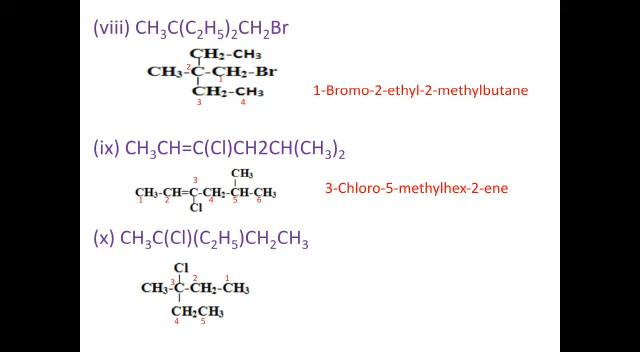 (viii) CH₃C(C₂H₅)₂CH₂Br
CH₂-CH₃
CH₃-C-CH₂-Br
2
1
CH₂-CH₃
3 4
1-Bromo-2-ethyl-2-methylbutane
(ix) CH₃CH=C(Cl)CH2CH(CH₃)₂
CH₃
3
CH₃-CH=C-CH₂-CH-CH₃
1 2 4 5 6
Cl
3-Chloro-5-methylhex-2-ene
(x) CH₃C(Cl)(C₂H₅)CH₂CH₃
Cl
3 2 1
CH₃-C-CH₂-CH₃
CH₂CH₃
4 5